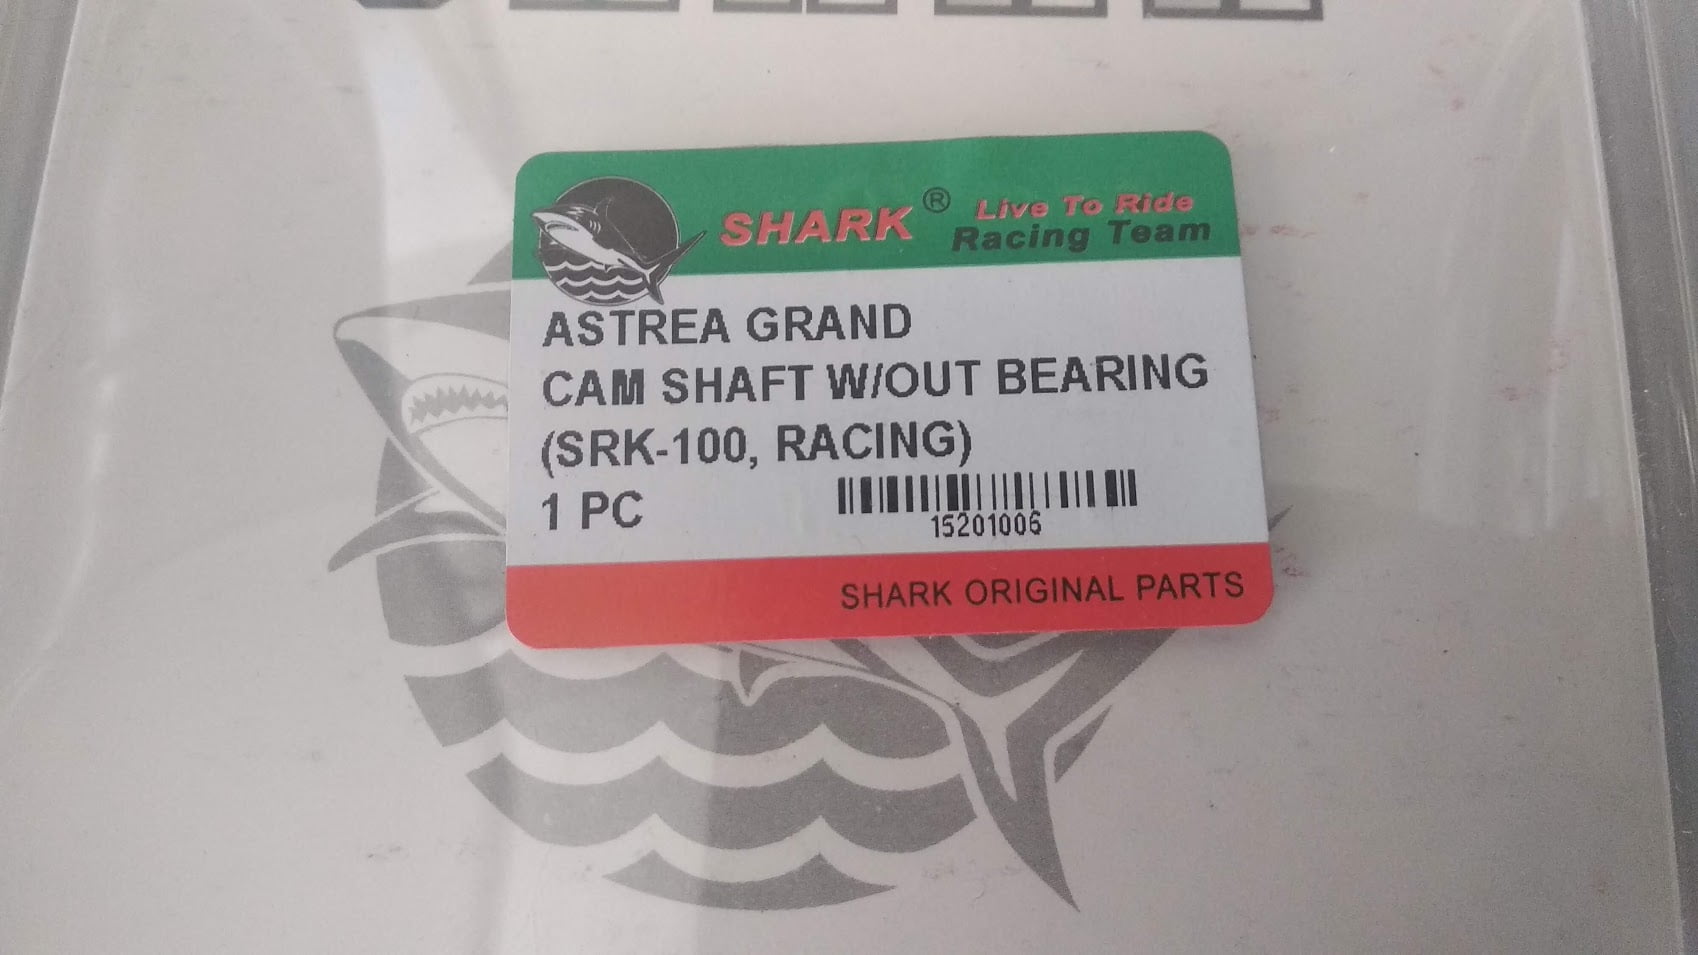 SHARK ® Live To Ride
Racing Team
ASTREA GRAND
CAM SHAFT W/OUT BEARING
(SRK-100, RACING)
1 PC
15201006
SHARK ORIGINAL PARTS